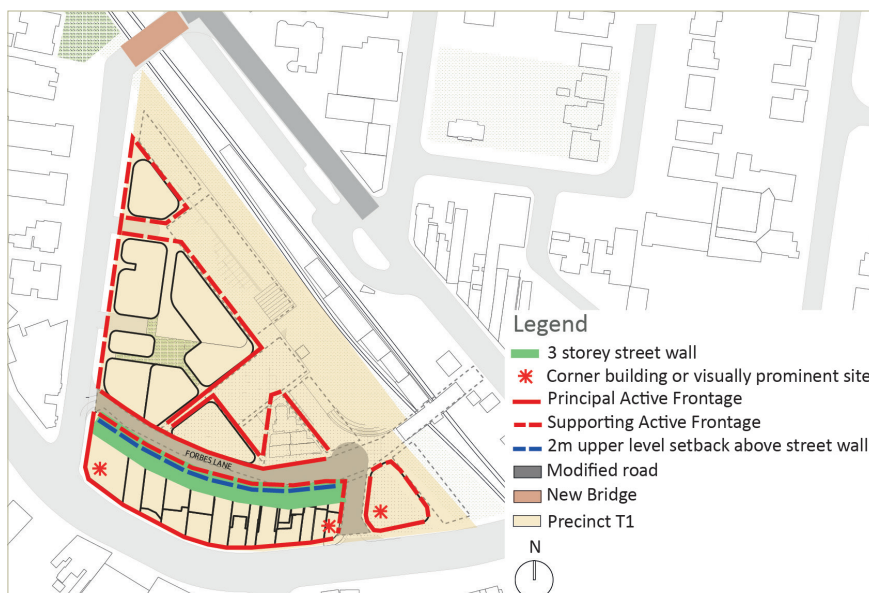 FORBES LANE
Legend
3 storey street wall
Corner building or visually prominent site
Principal Active Frontage
Supporting Active Frontage
2m upper level setback above street wall
Modified road
New Bridge
Precinct T1
N